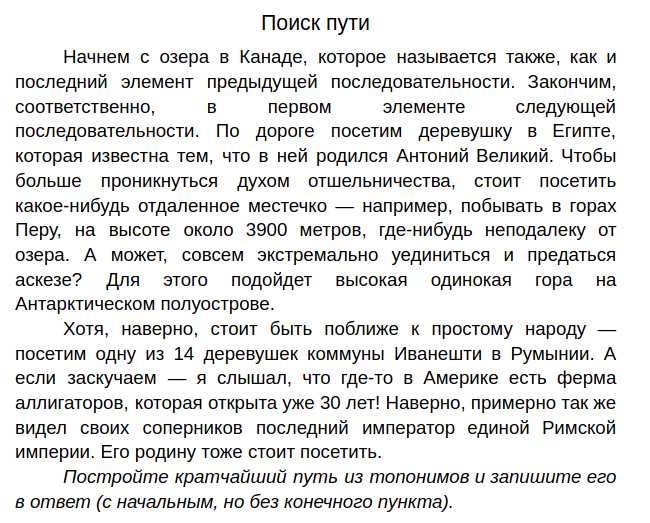 Поиск пути
Начнем с озера в Канаде, которое называется также, как и
последний элемент предыдущей последовательности. Закончим,
соответственно, в первом элементе следующей
последовательности. По дороге посетим деревушку в Египте,
которая известна тем, что в ней родился Антоний Великий. Чтобы
больше проникнуться духом отшельничества, стоит посетить
какое-нибудь отдаленное местечко — например, побывать в горах
Перу, на высоте около 3900 метров, где-нибудь неподалеку от
озера. А может, совсем экстремально уединиться и предаться
аскезе? Для этого подойдет высокая одинокая гора на
Антарктическом полуострове.
Хотя, наверно, стоит быть поближе к простому народу —
посетим одну из 14 деревушек коммуны Иванешти в Румынии. А
если заскучаем — я слышал, что где-то в Америке есть ферма
аллигаторов, которая открыта уже 30 лет! Наверно, примерно так же
видел своих соперников последний император единой Римской
империи. Его родину тоже стоит посетить.
Постройте кратчайший путь из топонимов и запишите его
в ответ (с начальным, но без конечного пункта).